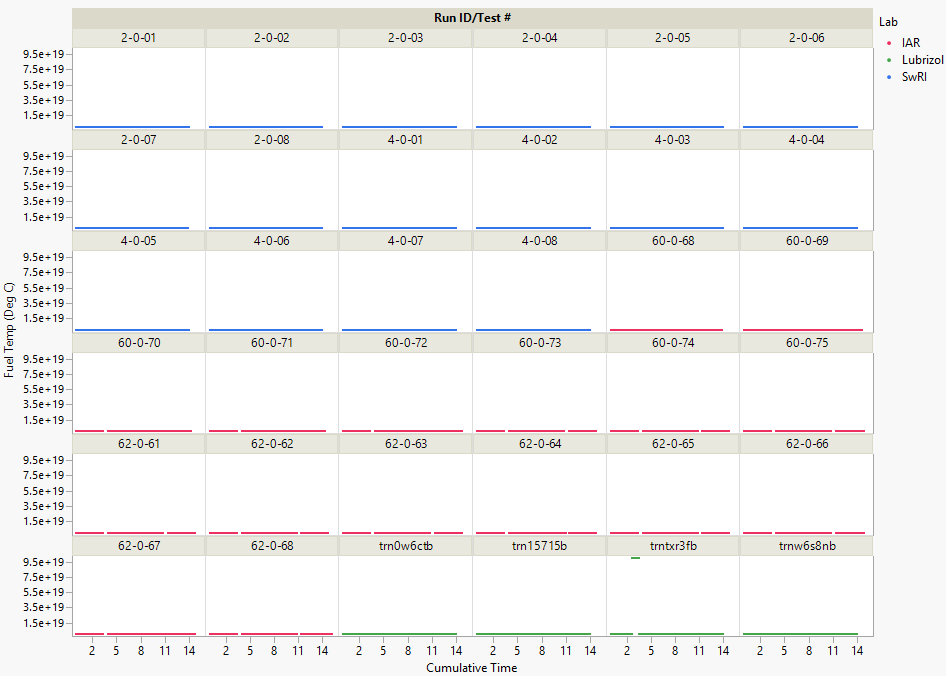 Run ID/Test #
Lab
IAR
Lubrizol
SwRI
2-0-01 2-0-02 2-0-03 2-0-04 2-0-05 2-0-06
9.5e+19
7.5e+19
5.5e+19
3.5e+19
1.5e+19
2-0-07 2-0-08 4-0-01 4-0-02 4-0-03 4-0-04
9.5e+19
7.5e+19
5.5e+19
3.5e+19
1.5e+19
4-0-05 4-0-06 4-0-07 4-0-08 60-0-68 60-0-69
9.5e+19
7.5e+19
5.5e+19
3.5e+19
1.5e+19
Fuel Temp (Deg C)
60-0-70 60-0-71 60-0-72 60-0-73 60-0-74 60-0-75
9.5e+19
7.5e+19
5.5e+19
3.5e+19
1.5e+19
62-0-61 62-0-62 62-0-63 62-0-64 62-0-65 62-0-66
9.5e+19
7.5e+19
5.5e+19
3.5e+19
1.5e+19
62-0-67 62-0-68 trn0w6ctb trn15715b trntxr3fb trnw6s8nb
9.5e+19
7.5e+19
5.5e+19
3.5e+19
1.5e+19
2 5 8 11 14 2 5 8 11 14 2 5 8 11 14 2 5 8 11 14 2 5 8 11 14 2 5 8 11 14
Cumulative Time